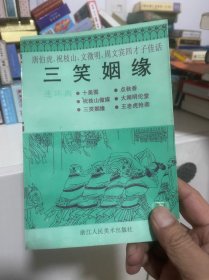 唐伯虎、祝枝山、文徵明、周文宾四才子佳话
三笑姻缘
●十美图
●点秋香
●祝枝山做媒
●大闹明伦堂
●三笑姻缘
●王老虎抢亲
浙江人民美术出版社